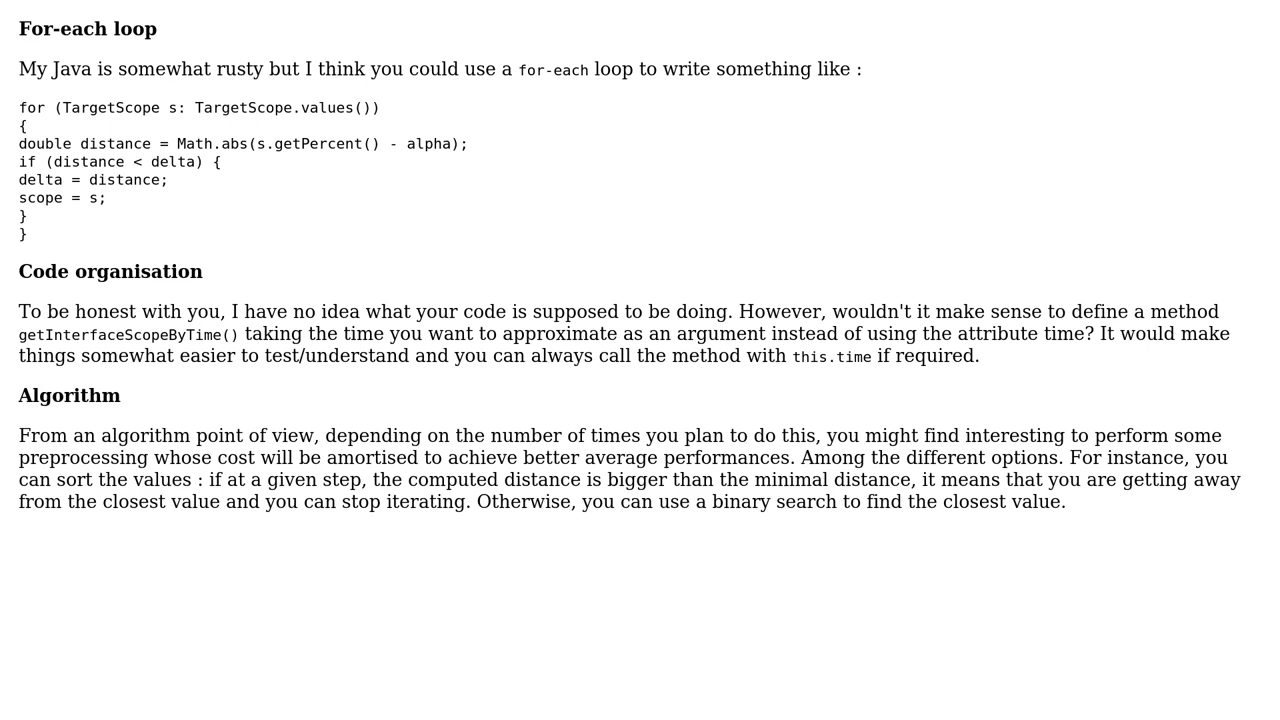 For-each loop
My Java is somewhat rusty but I think you could use a for-each loop to write something like :
for (TargetScope s: TargetScope.values())
{
double distance = Math.abs(s.getPercent() - alpha);
if (distance < delta) {
delta = distance;
scope = s;
}
}
Code organisation
To be honest with you, I have no idea what your code is supposed to be doing. However, wouldn't it make sense to define a method
getInterfaceScopeByTime() taking the time you want to approximate as an argument instead of using the attribute time? It would make
things somewhat easier to test/understand and you can always call the method with this.time if required.
Algorithm
From an algorithm point of view, depending on the number of times you plan to do this, you might find interesting to perform some
preprocessing whose cost will be amortised to achieve better average performances. Among the different options. For instance, you
can sort the values : if at a given step, the computed distance is bigger than the minimal distance, it means that you are getting away
from the closest value and you can stop iterating. Otherwise, you can use a binary search to find the closest value.